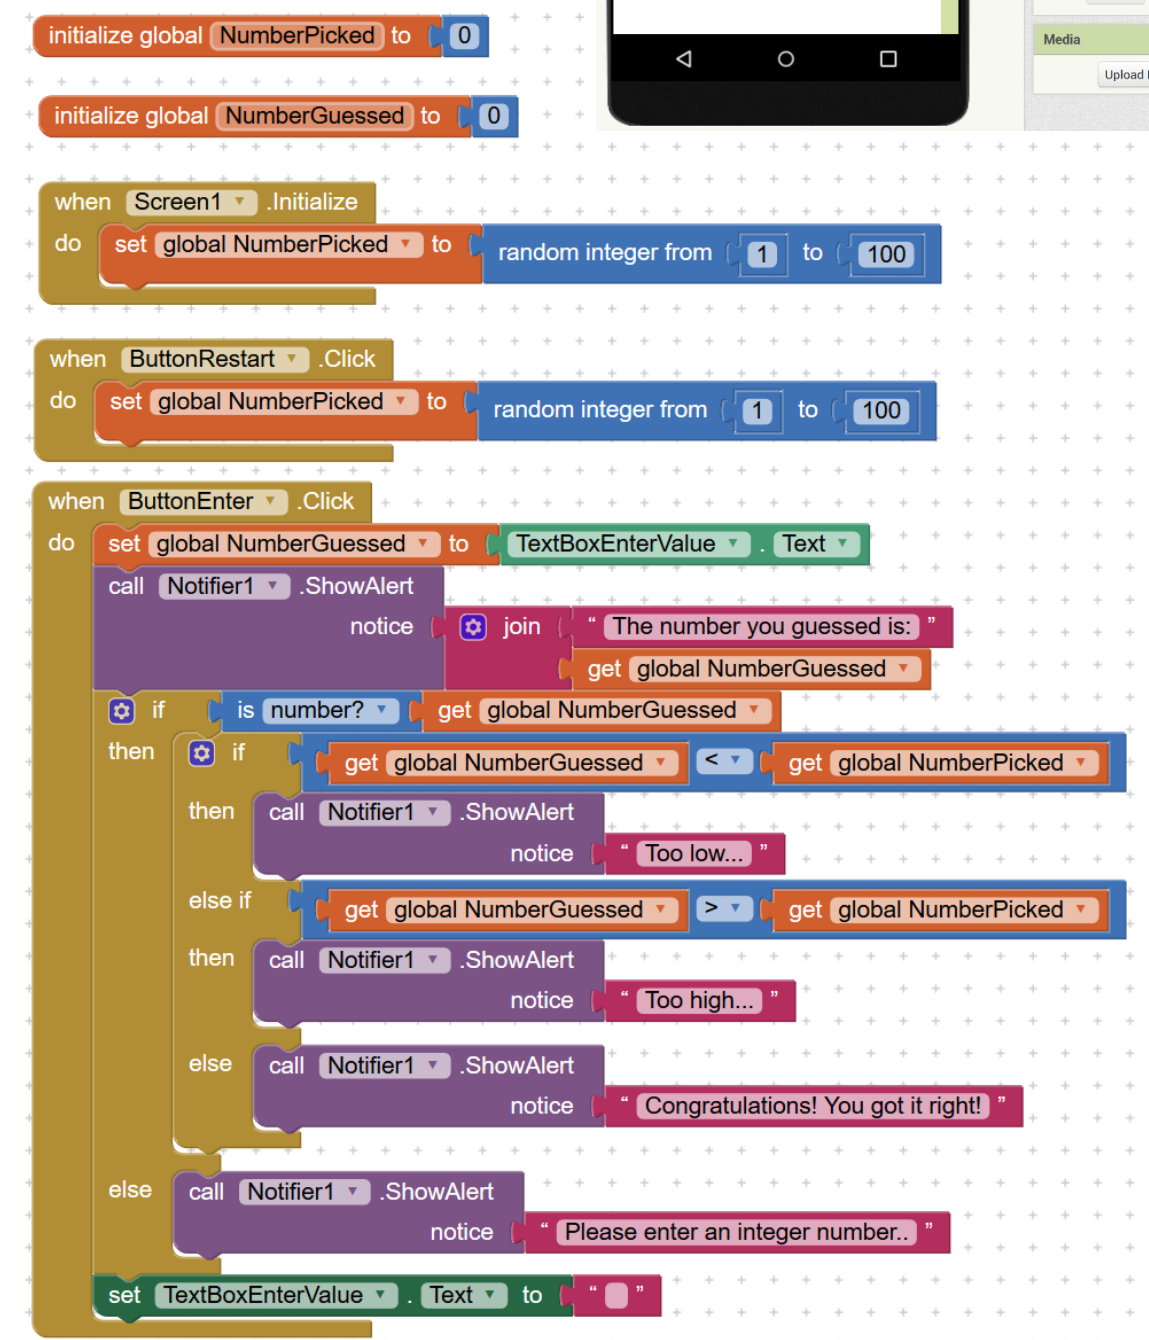 initialize global NumberPicked to 0
Media
Upload
initialize global NumberGuessed to 0
when Screen1 .Initialize
do set global NumberPicked to random integer from 1 to 100
when ButtonRestart .Click
do set global NumberPicked to random integer from 1 to 100
when ButtonEnter .Click
do set global NumberGuessed to TextBoxEnterValue . Text
call Notifier1 .ShowAlert
notice join “ The number you guessed is: ”
get global NumberGuessed
if is number? get global NumberGuessed
then if get global NumberGuessed < get global NumberPicked
then call Notifier1 .ShowAlert
notice “ Too low... ”
else if get global NumberGuessed > get global NumberPicked
then call Notifier1 .ShowAlert
notice “ Too high... ”
else call Notifier1 .ShowAlert
notice “ Congratulations! You got it right! ”
else call Notifier1 .ShowAlert
notice “ Please enter an integer number.. ”
set TextBoxEnterValue . Text to “ ”